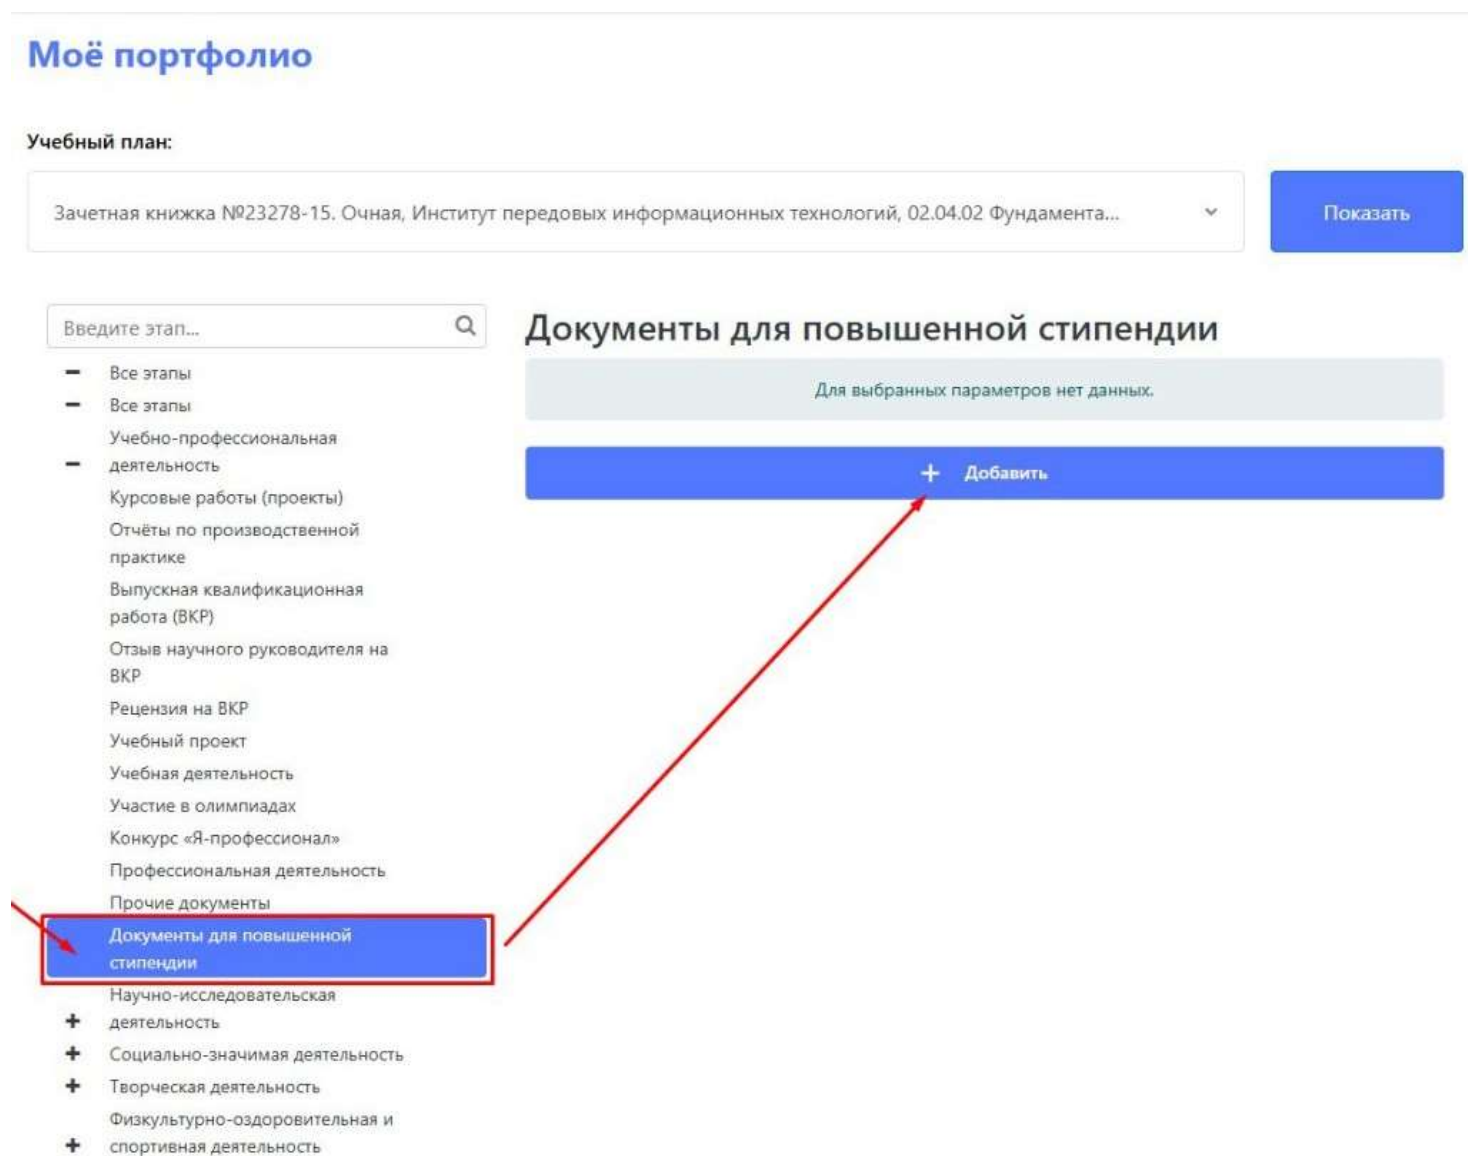 Моё портфолио
Учебный план:
Зачетная книжка №23278-15. Очная, Институт передовых информационных технологий, 02.04.02 Фундамента...
Показать
Введите этап...
Все этапы
Все этапы
Учебно-профессиональная
деятельность
Курсовые работы (проекты)
Отчёты по производственной
практике
Выпускная квалификационная
работа (ВКР)
Отзыв научного руководителя на
ВКР
Рецензия на ВКР
Учебный проект
Учебная деятельность
Участие в олимпиадах
Конкурс «Я-профессионал»
Профессиональная деятельность
Прочие документы
Документы для повышенной
стипендии
Научно-исследовательская
деятельность
Социально-значимая деятельность
Творческая деятельность
Физкультурно-оздоровительная и
спортивная деятельность
Документы для повышенной стипендии
Для выбранных параметров нет данных.
+ Добавить